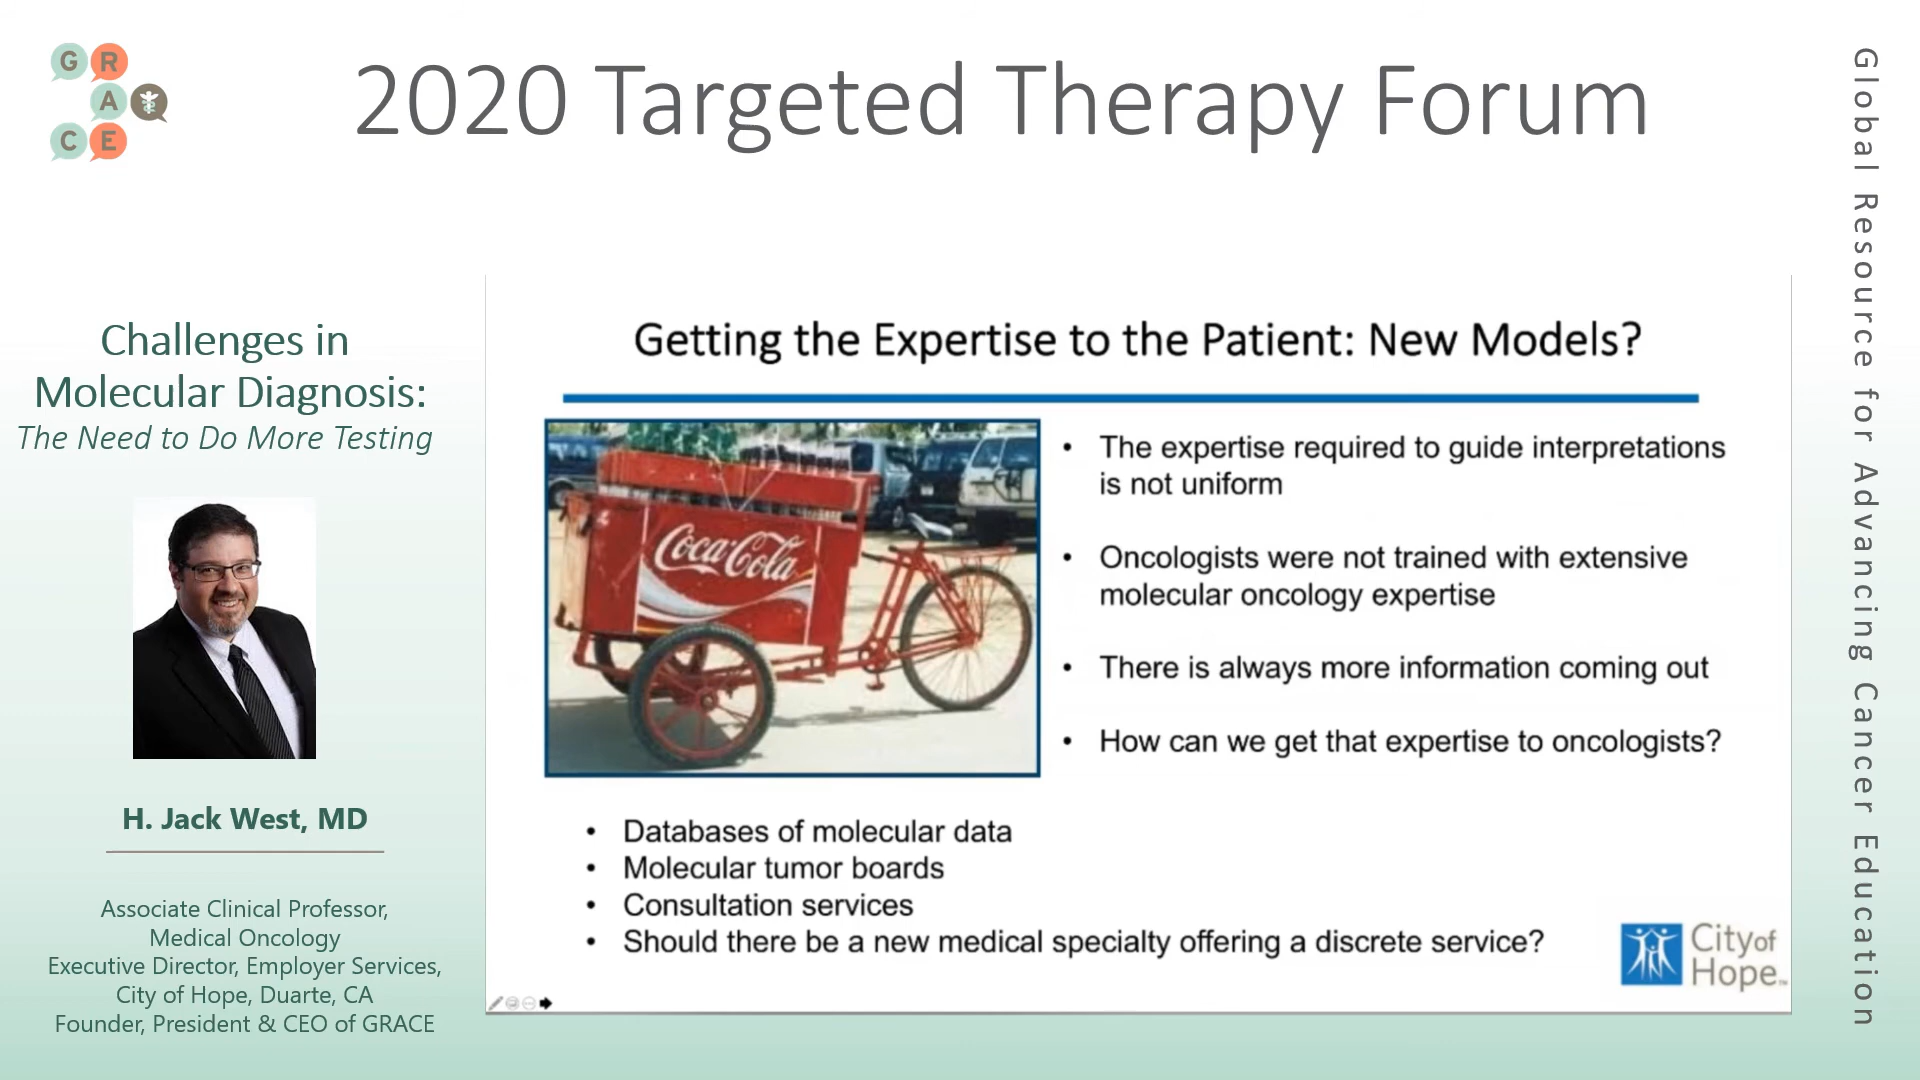 G R
A
C E
2020 Targeted Therapy Forum
Challenges in
Molecular Diagnosis:
The Need to Do More Testing
H. Jack West, MD
Associate Clinical Professor,
Medical Oncology
Executive Director, Employer Services,
City of Hope, Duarte, CA
Founder, President & CEO of GRACE
Getting the Expertise to the Patient: New Models?
Coca-Cola
• The expertise required to guide interpretations
is not uniform
• Oncologists were not trained with extensive
molecular oncology expertise
• There is always more information coming out
• How can we get that expertise to oncologists?
• Databases of molecular data
• Molecular tumor boards
• Consultation services
• Should there be a new medical specialty offering a discrete service?
City of
Hope™
Global Resource for Advancing Cancer Education